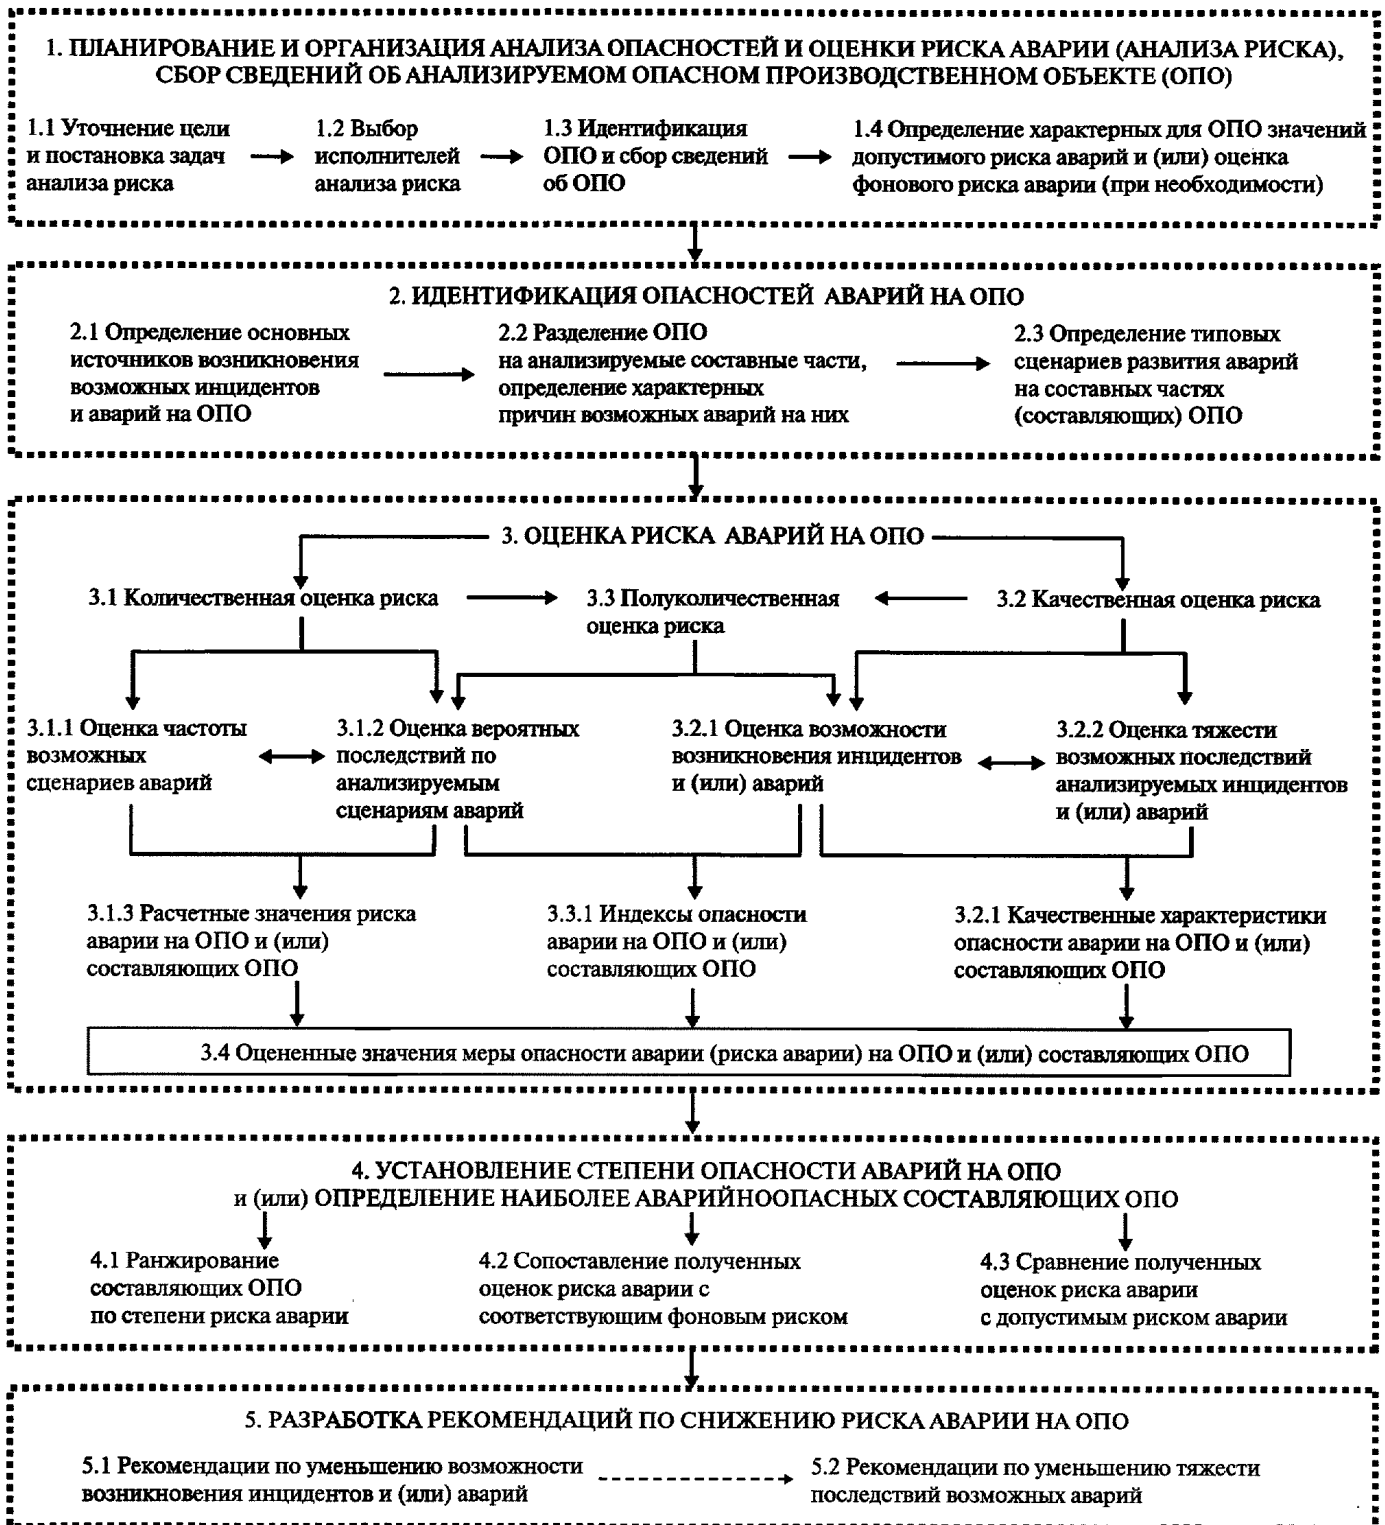 1. ПЛАНИРОВАНИЕ И ОРГАНИЗАЦИЯ АНАЛИЗА ОПАСНОСТЕЙ И ОЦЕНКИ РИСКА АВАРИИ (АНАЛИЗА РИСКА),
СБОР СВЕДЕНИЙ ОБ АНАЛИЗИРУЕМОМ ОПАСНОМ ПРОИЗВОДСТВЕННОМ ОБЪЕКТЕ (ОПО)
1.1 Уточнение цели
и постановка задач
анализа риска
1.2 Выбор
исполнителей
анализа риска
1.3 Идентификация
ОПО и сбор сведений
об ОПО
1.4 Определение характерных для ОПО значений
допустимого риска аварий и (или) оценка
фонового риска аварии (при необходимости)
2. ИДЕНТИФИКАЦИЯ ОПАСНОСТЕЙ АВАРИЙ НА ОПО
2.1 Определение основных
источников возникновения
возможных инцидентов
и аварий на ОПО
2.2 Разделение ОПО
на анализируемые составные части,
определение характерных
причин возможных аварий на них
2.3 Определение типовых
сценариев развития аварий
на составных частях
(составляющих) ОПО
3. ОЦЕНКА РИСКА АВАРИЙ НА ОПО
3.1 Количественная оценка риска
3.3 Полуколичественная
оценка риска
3.2 Качественная оценка риска
3.1.1 Оценка частоты
возможных
сценариев аварий
3.1.2 Оценка вероятных
последствий по
анализируемым
сценариям аварий
3.2.1 Оценка возможности
возникновения инцидентов
и (или) аварий
3.2.2 Оценка тяжести
возможных последствий
анализируемых инцидентов
и (или) аварий
3.1.3 Расчетные значения риска
аварии на ОПО и (или)
составляющих ОПО
3.3.1 Индексы опасности
аварии на ОПО и (или)
составляющих ОПО
3.2.1 Качественные характеристики
опасности аварии на ОПО и (или)
составляющих ОПО
3.4 Оцененные значения меры опасности аварии (риска аварии) на ОПО и (или) составляющих ОПО
4. УСТАНОВЛЕНИЕ СТЕПЕНИ ОПАСНОСТИ АВАРИЙ НА ОПО
и (или) ОПРЕДЕЛЕНИЕ НАИБОЛЕЕ АВАРИЙНООПАСНЫХ СОСТАВЛЯЮЩИХ ОПО
4.1 Ранжирование
составляющих ОПО
по степени риска аварии
4.2 Сопоставление полученных
оценок риска аварии с
соответствующим фоновым риском
4.3 Сравнение полученных
оценок риска аварии
с допустимым риском аварии
5. РАЗРАБОТКА РЕКОМЕНДАЦИЙ ПО СНИЖЕНИЮ РИСКА АВАРИИ НА ОПО
5.1 Рекомендации по уменьшению возможности
возникновения инцидентов и (или) аварий
5.2 Рекомендации по уменьшению тяжести
последствий возможных аварий